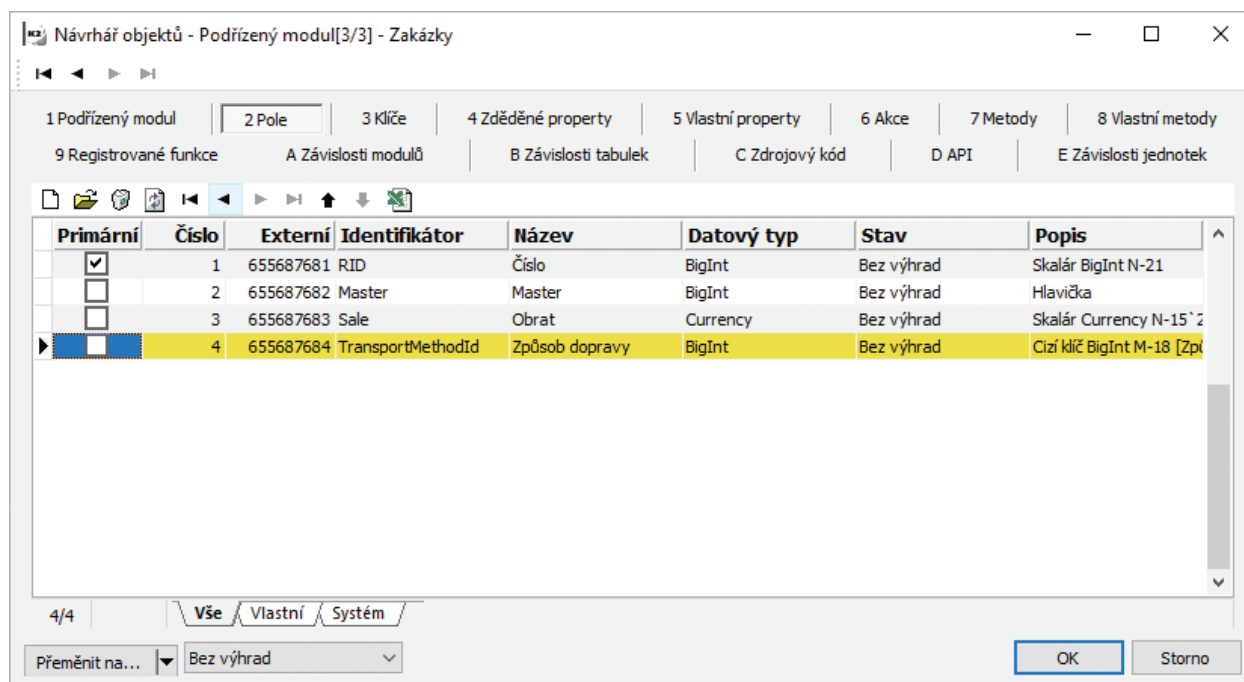 K2 Návrhář objektů - Podřízený modul[3/3] - Zakázky
1 Podřízený modul 2 Pole 3 Klíče 4 Zděděné property 5 Vlastní property 6 Akce 7 Metody 8 Vlastní metody
9 Registrované funkce A Závislosti modulů B Závislosti tabulek C Zdrojový kód D API E Závislosti jednotek
Primární Číslo Externí Identifikátor Název Datový typ Stav Popis
1 655687681 RID Číslo BigInt Bez výhrad Skalár BigInt N-21
2 655687682 Master Master BigInt Bez výhrad Hlavička
3 655687683 Sale Obrat Currency Bez výhrad Skalár Currency N-15`2
4 655687684 TransportMethodId Způsob dopravy BigInt Bez výhrad Cizí klíč BigInt M-18 [Způ
4/4 Vše Vlastní Systém
Přeměnit na... Bez výhrad OK Storno